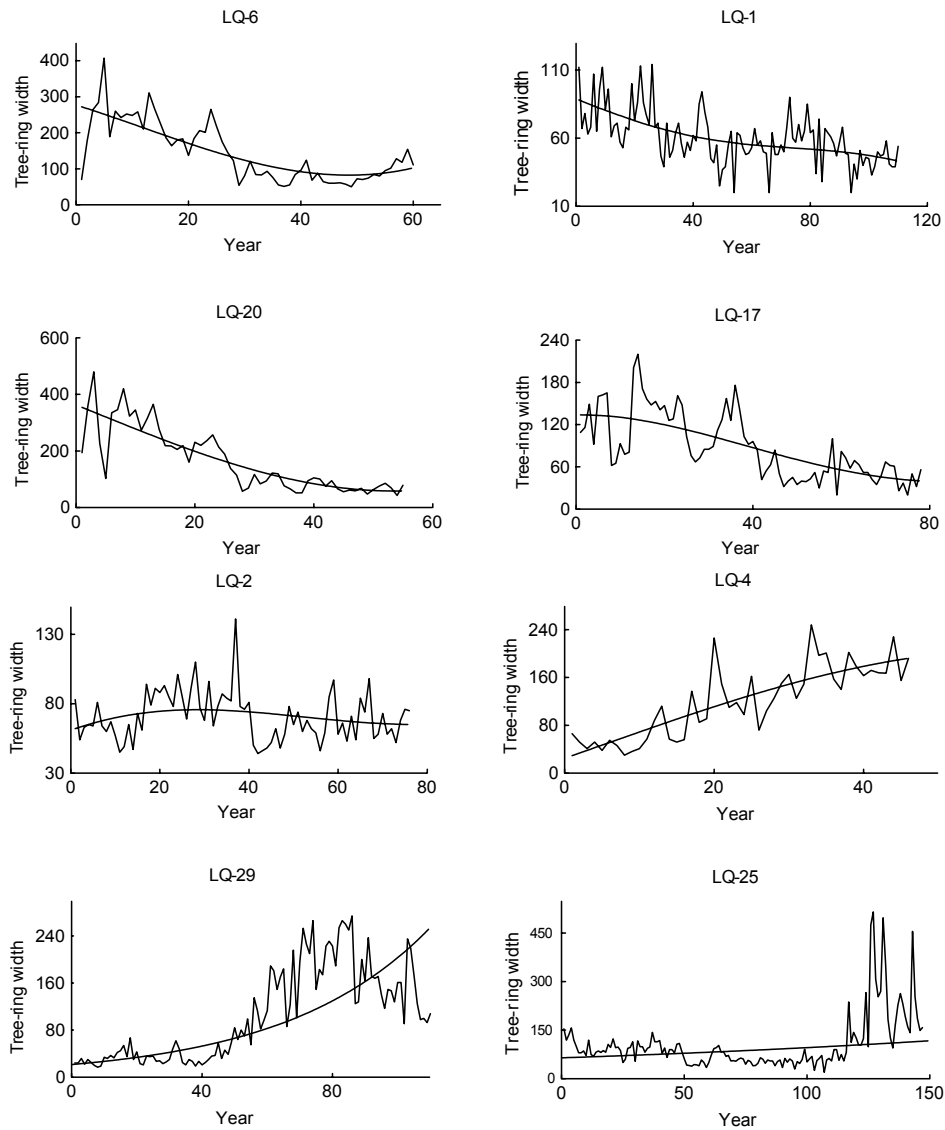 LQ-6
Tree-ring width
400
300
200
100
0
0 20 40 60
Year
LQ-1
Tree-ring width
110
60
10
0 40 80 120
Year
LQ-20
Tree-ring width
600
400
200
0
0 20 40 60
Year
LQ-17
Tree-ring width
240
180
120
60
0
0 40 80
Year
LQ-2
Tree-ring width
130
80
30
0 20 40 60 80
Year
LQ-4
Tree-ring width
240
160
80
0
0 20 40
Year
LQ-29
Tree-ring width
240
160
80
0
0 40 80
Year
LQ-25
Tree-ring width
450
300
150
0
0 50 100 150
Year